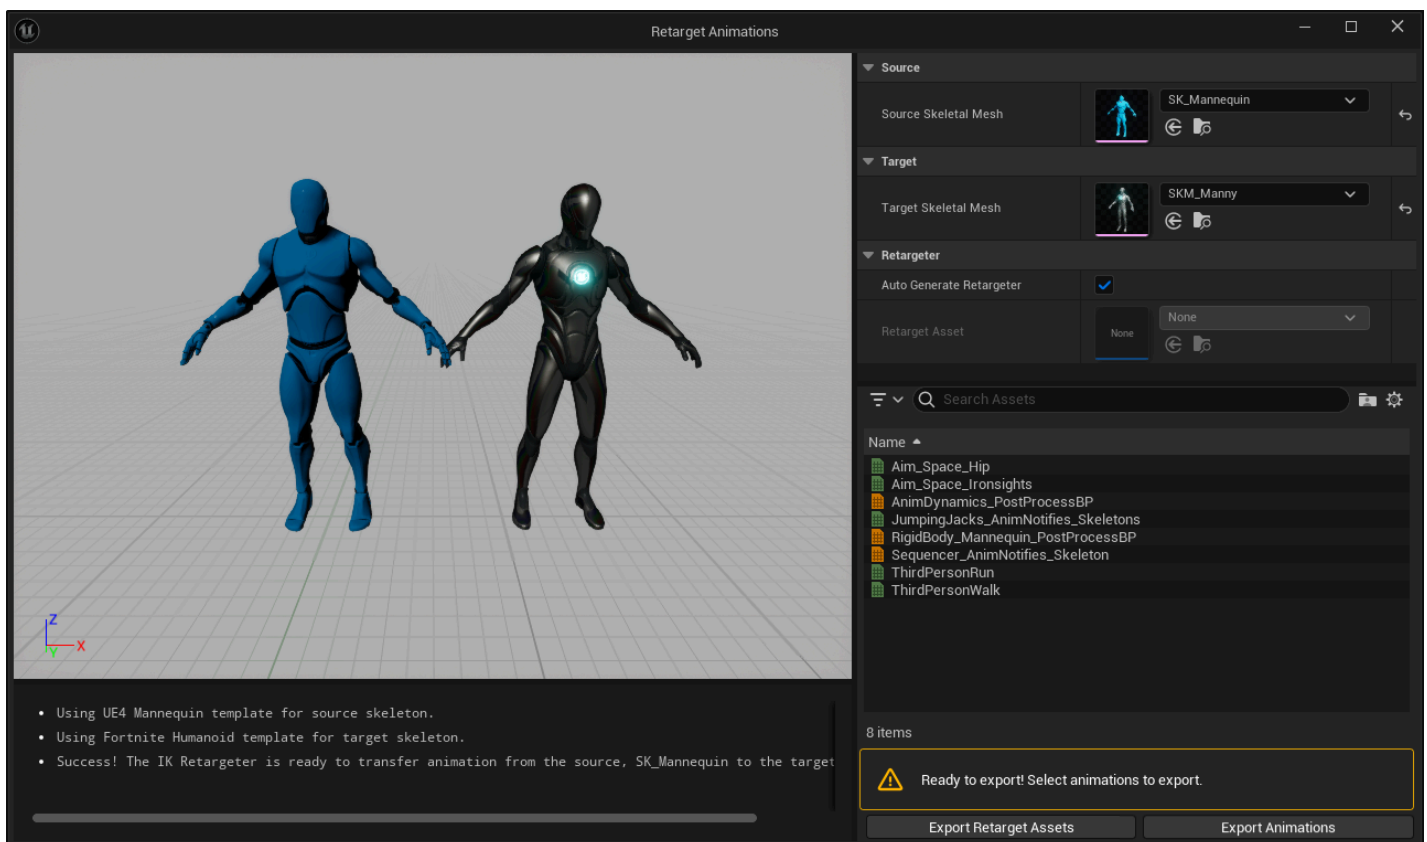 Retarget Animations
Source
Source Skeletal Mesh
SK_Mannequin
Target
Target Skeletal Mesh
SKM_Manny
Retargeter
Auto Generate Retargeter
Retarget Asset
None
None
Search Assets
Name
Aim_Space_Hip
Aim_Space_Ironsights
AnimDynamics_PostProcessBP
JumpingJacks_AnimNotifies_Skeletons
RigidBody_Mannequin_PostProcessBP
Sequencer_AnimNotifies_Skeleton
ThirdPersonRun
ThirdPersonWalk
8 items
Ready to export! Select animations to export.
Export Retarget Assets
Export Animations
Z
X
Y
• Using UE4 Mannequin template for source skeleton.
• Using Fortnite Humanoid template for target skeleton.
• Success! The IK Retargeter is ready to transfer animation from the source, SK_Mannequin to the target